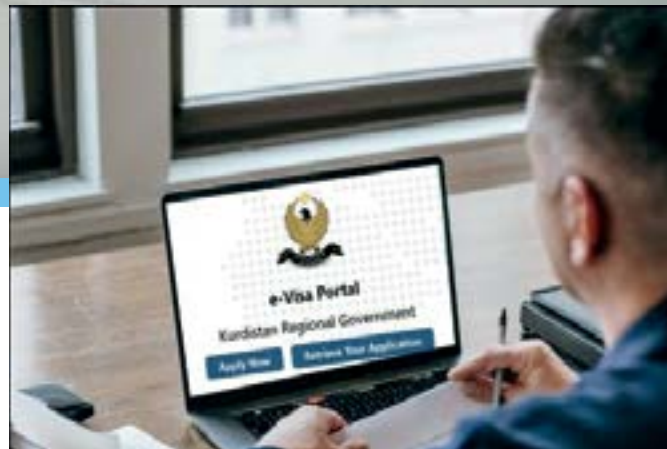 e-Visa Portal
Kurdistan Regional Government
Apply Now
Retrieve Your Application